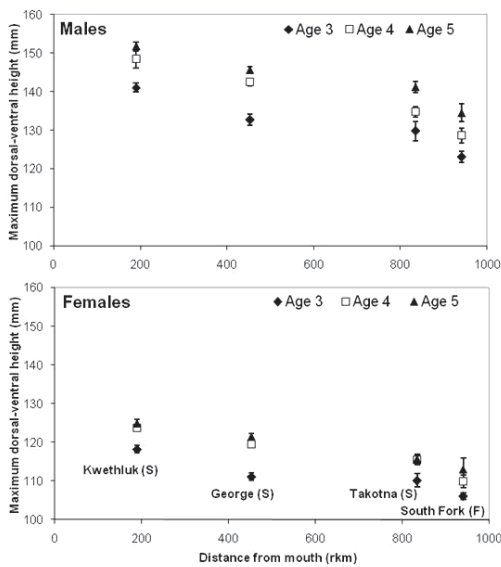 Males
◆ Age 3 □ Age 4 ▲ Age 5
Maximum dorsal-ventral height (mm)
160
150
140
130
120
110
100
0 200 400 600 800 1000
Females
◆ Age 3 □ Age 4 ▲ Age 5
Maximum dorsal-ventral height (mm)
160
150
140
130
120
110
100
Kwethluk (S)
George (S)
Takotna (S)
South Fork (F)
0 200 400 600 800 1000
Distance from mouth (rkm)